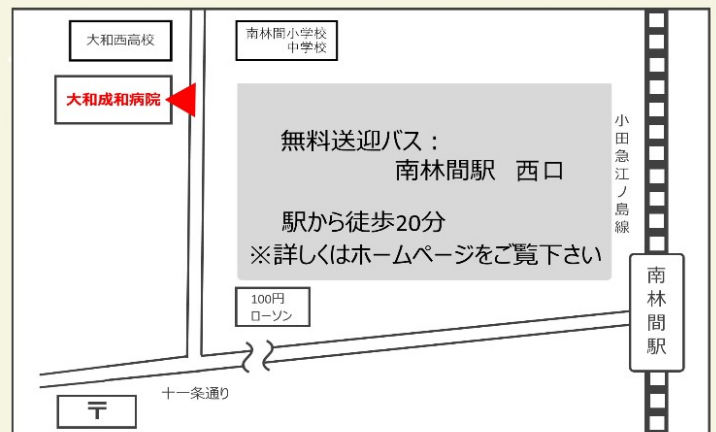 大和西高校
南林間小学校
中学校
大和成和病院
無料送迎バス：
南林間駅　西口
駅から徒歩20分
※詳しくはホームページをご覧下さい
小田急江ノ島線
南林間駅
100円
ローソン
十一条通り
〒